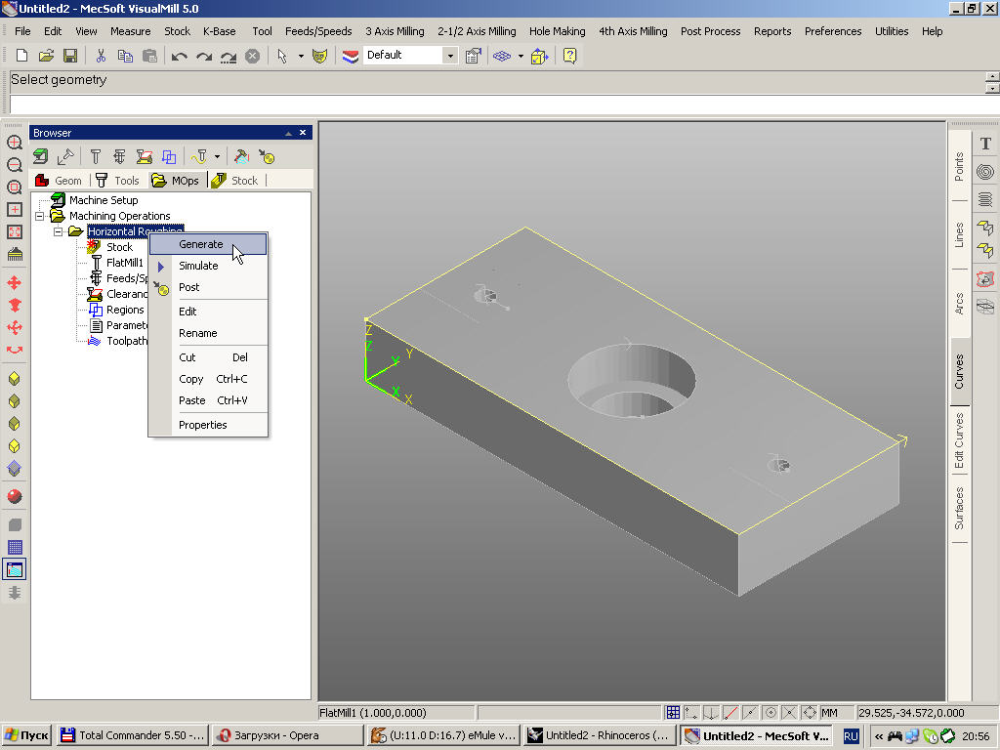 Untitled2 - MecSoft VisualMill 5.0
File Edit View Measure Stock K-Base Tool Feeds/Speeds 3 Axis Milling 2-1/2 Axis Milling Hole Making 4th Axis Milling Post Process Reports Preferences Utilities Help
Default
Select geometry
Browser
Geom Tools MOps Stock
Machine Setup
Machining Operations
Horizontal Roughing
Stock
FlatMill1
Feeds/Sp
Clearanc
Regions
Paramete
Toolpath
Generate
Simulate
Post
Edit
Rename
Cut Del
Copy Ctrl+C
Paste Ctrl+V
Properties
Z
Z
Y
Y
X
X
Points
Lines
Arcs
Curves
Edit Curves
Surfaces
T
FlatMill1 (1.000,0.000)
MM
29.525,-34.572,0.000
Пуск
Total Commander 5.50 -...
Загрузки - Opera
(U:11.0 D:16.7) eMule v...
Untitled2 - Rhinoceros (...
Untitled2 - MecSoft V...
RU
«
20:56